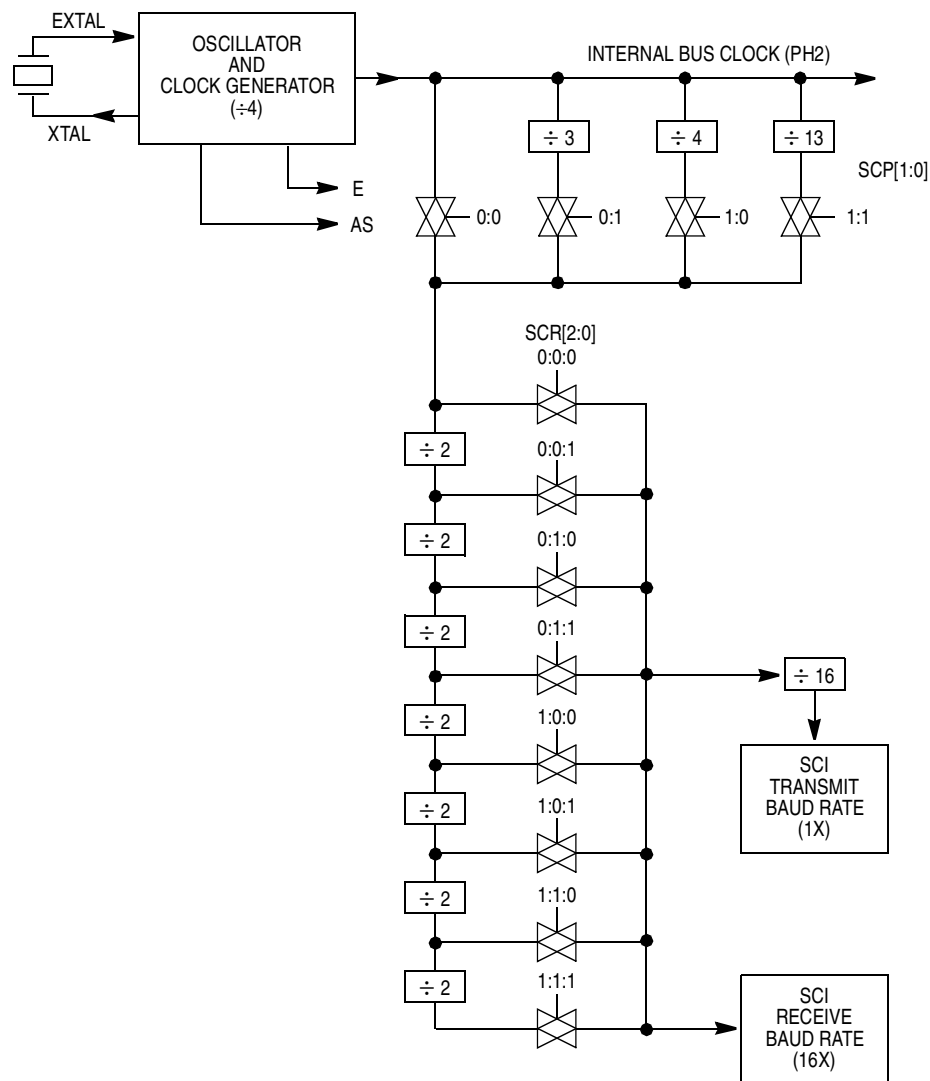 EXTAL
OSCILLATOR
AND
CLOCK GENERATOR
(÷4)
XTAL
E
AS
INTERNAL BUS CLOCK (PH2)
÷ 3
÷ 4
÷ 13
SCP[1:0]
0:0
0:1
1:0
1:1
SCR[2:0]
0:0:0
÷ 2
0:0:1
÷ 2
0:1:0
÷ 2
0:1:1
÷ 16
÷ 2
1:0:0
SCI
TRANSMIT
BAUD RATE
(1X)
÷ 2
1:0:1
÷ 2
1:1:0
÷ 2
1:1:1
SCI
RECEIVE
BAUD RATE
(16X)